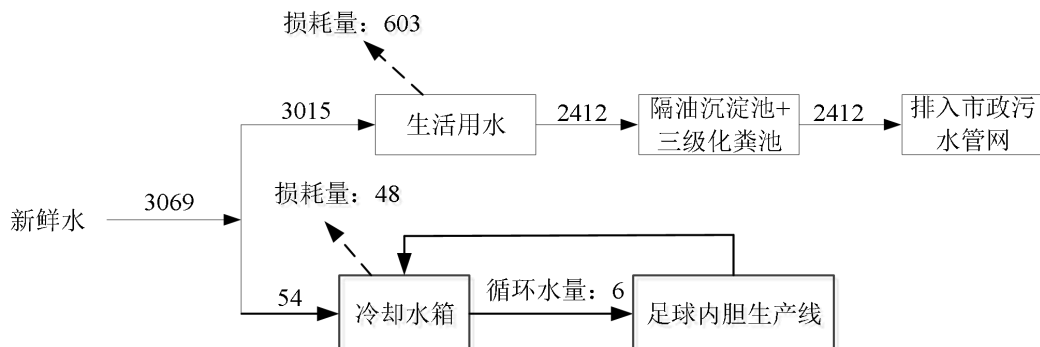 损耗量：603
3015
生活用水
2412
隔油沉淀池+
三级化粪池
2412
排入市政污
水管网
新鲜水
3069
损耗量：48
54
冷却水箱
循环水量：6
足球内胆生产线